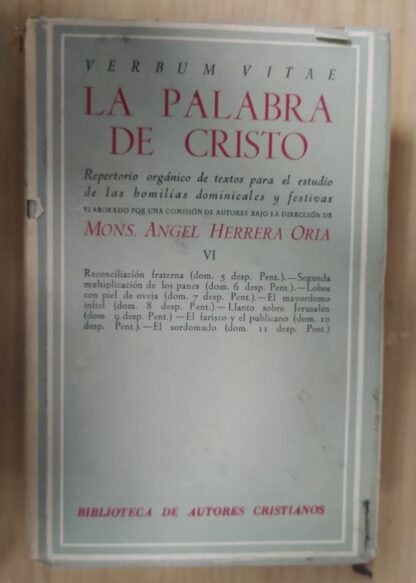 VERBUM VITAE
LA PALABRA
DE CRISTO
Repertorio orgánico de textos para el estudio
de las homilías dominicales y festivas
ELABORADO POR UNA COMISIÓN DE AUTORES BAJO LA DIRECCIÓN DE
MONS. ANGEL HERRERA ORIA
VI
Reconciliación fraterna (dom. 5 desp. Pent.).—Segunda
multiplicación de los panes (dom. 6 desp. Pent.).—Lobos
con piel de oveja (dom. 7 desp. Pent.).—El mayordomo
infiel (dom. 8 desp. Pent.).—Llanto sobre Jerusalén
(dom. 9 desp. Pent.)—El fariseo y el publicano (dom. 10
desp. Pent.).—El sordomudo (dom. 11 desp. Pent.)
BIBLIOTECA DE AUTORES CRISTIANOS